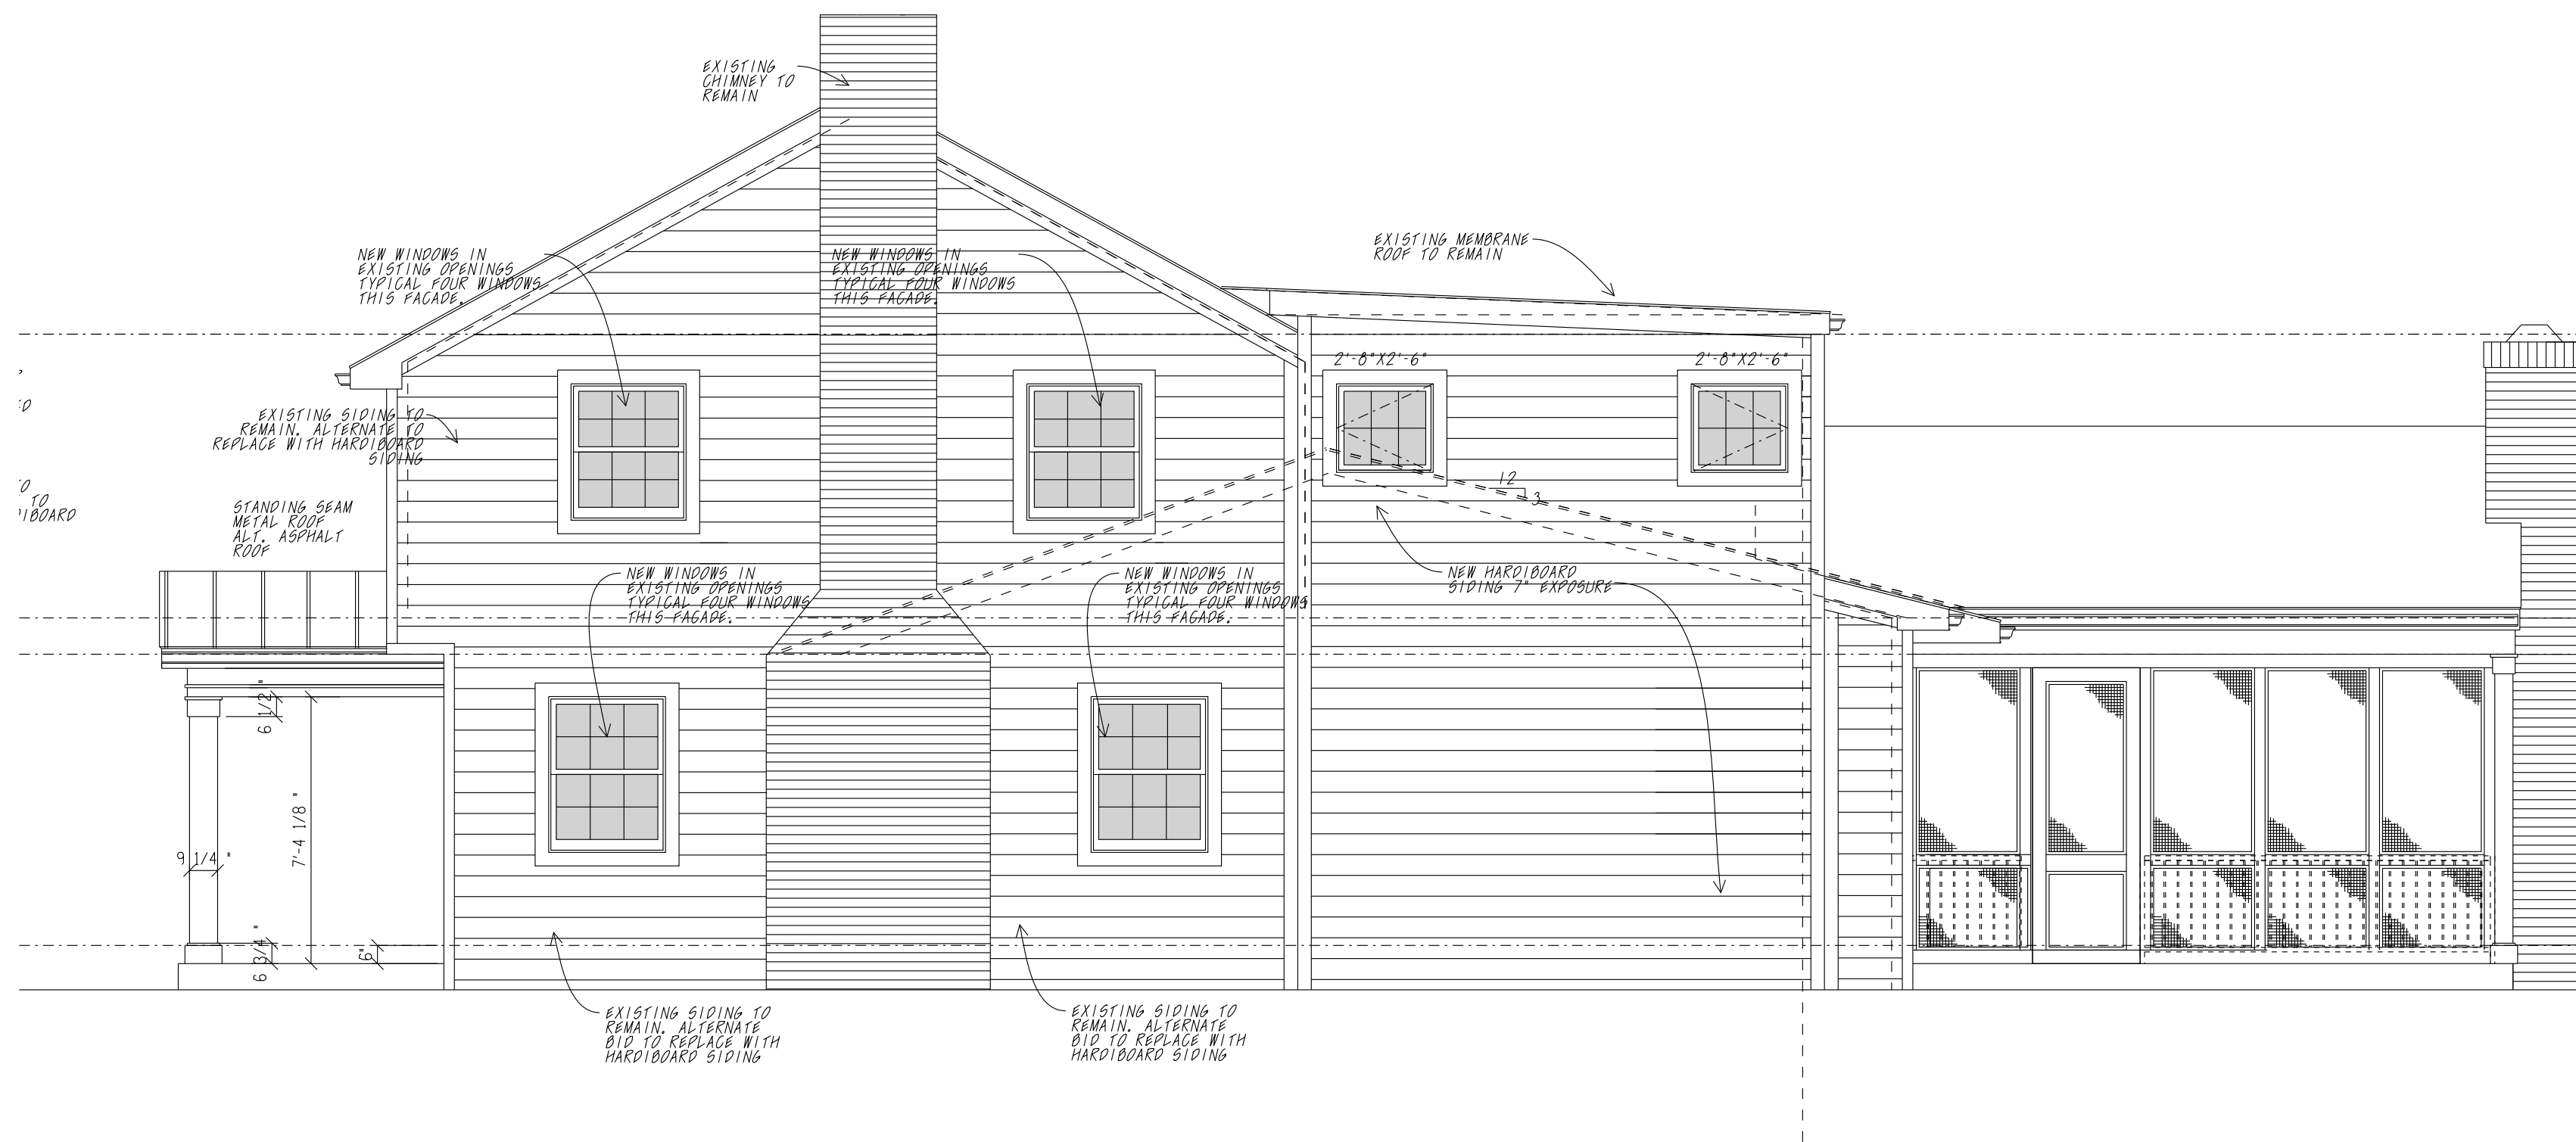 EXISTING
CHIMNEY TO
REMAIN
NEW WINDOWS IN
EXISTING OPENINGS
TYPICAL FOUR WINDOWS
THIS FACADE.
NEW WINDOWS IN
EXISTING OPENINGS
TYPICAL FOUR WINDOWS
THIS FACADE.
EXISTING MEMBRANE
ROOF TO REMAIN
2'-8"X2'-6"
2'-8"X2'-6"
EXISTING SIDING TO
REMAIN. ALTERNATE TO
REPLACE WITH HARDIBOARD
SIDING
TO
IBOARD
STANDING SEAM
METAL ROOF
ALT. ASPHALT
ROOF
12
3
NEW HARDIBOARD
SIDING 7" EXPOSURE
NEW WINDOWS IN
EXISTING OPENINGS
TYPICAL FOUR WINDOWS
THIS FACADE.
NEW WINDOWS IN
EXISTING OPENINGS
TYPICAL FOUR WINDOWS
THIS FACADE.
6 1/2"
7'-4 1/8"
9 1/4"
6 3/4"
6"
EXISTING SIDING TO
REMAIN. ALTERNATE
BID TO REPLACE WITH
HARDIBOARD SIDING
EXISTING SIDING TO
REMAIN. ALTERNATE
BID TO REPLACE WITH
HARDIBOARD SIDING